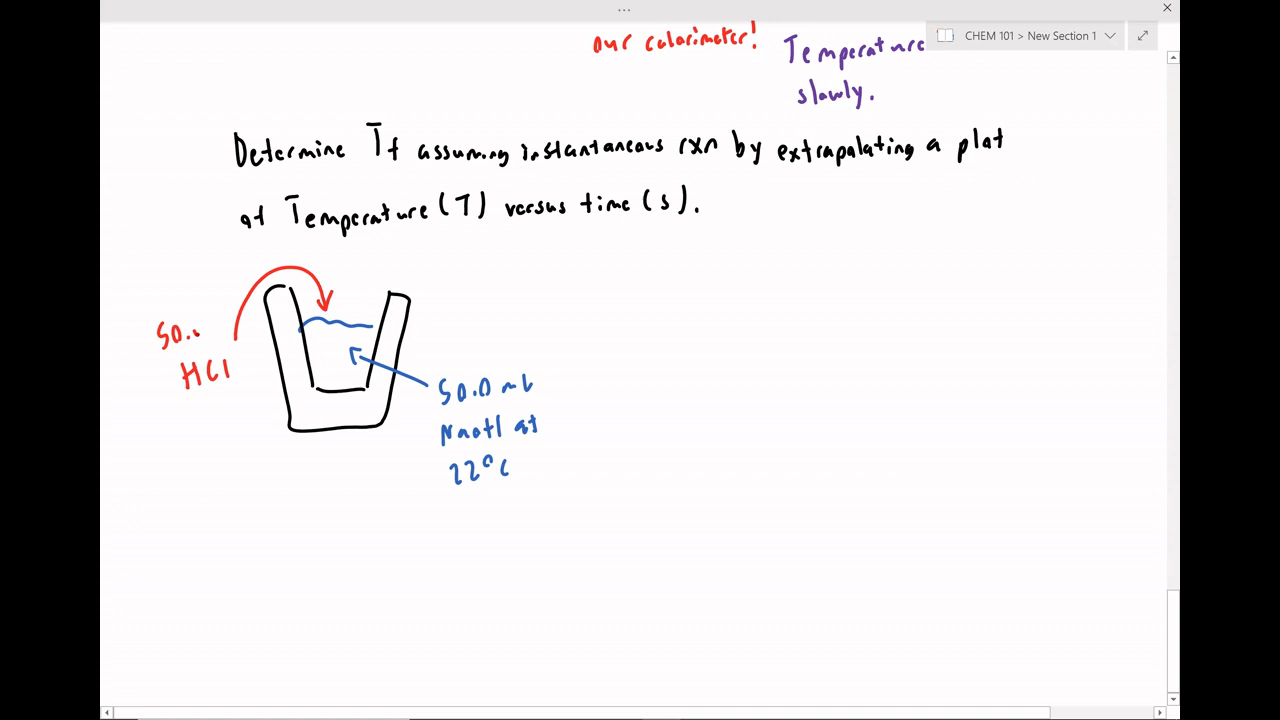 our calorimeter!
Temperature
slowly.
CHEM 101 > New Section 1
Determine Tf assuming instantaneous rxn by extrapolating a plot
of Temperature (T) versus time (s).
50.
HCl
50.0 mL
NaOH at
22°C